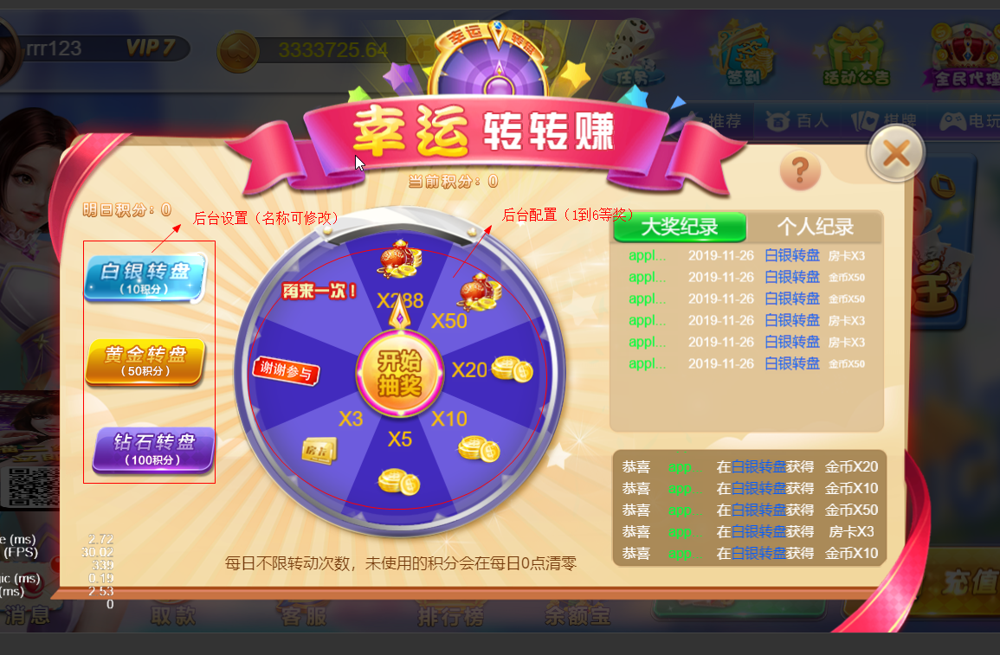 rrr123
VIP 7
3333725.64
幸运转盘
任务
签到
活动公告
全民代理
推荐
百人
棋牌
电玩
幸运转转赚
当前积分：0
?
明日积分：0
后台设置（名称可修改）
后台配置（1到6等奖）
白银转盘
（10积分）
黄金转盘
（50积分）
钻石转盘
（100积分）
再来一次！
X288
X50
谢谢参与
X20
开始
抽奖
X3
X10
X5
房卡
大奖纪录
个人纪录
appl... 2019-11-26 白银转盘 房卡X3
appl... 2019-11-26 白银转盘 金币X50
appl... 2019-11-26 白银转盘 金币X50
appl... 2019-11-26 白银转盘 房卡X3
appl... 2019-11-26 白银转盘 房卡X3
appl... 2019-11-26 白银转盘 金币X50
恭喜 app... 在白银转盘获得 金币X20
恭喜 app... 在白银转盘获得 金币X10
恭喜 app... 在白银转盘获得 金币X50
恭喜 app... 在白银转盘获得 房卡X3
恭喜 app... 在白银转盘获得 金币X10
每日不限转动次数，未使用的积分会在每日0点清零
e (ms) 2.72
(FPS) 30.02
339
gic (ms) 0.19
(ms) 2.53
0
消息
取款
客服
排行榜
余额宝
充值
主